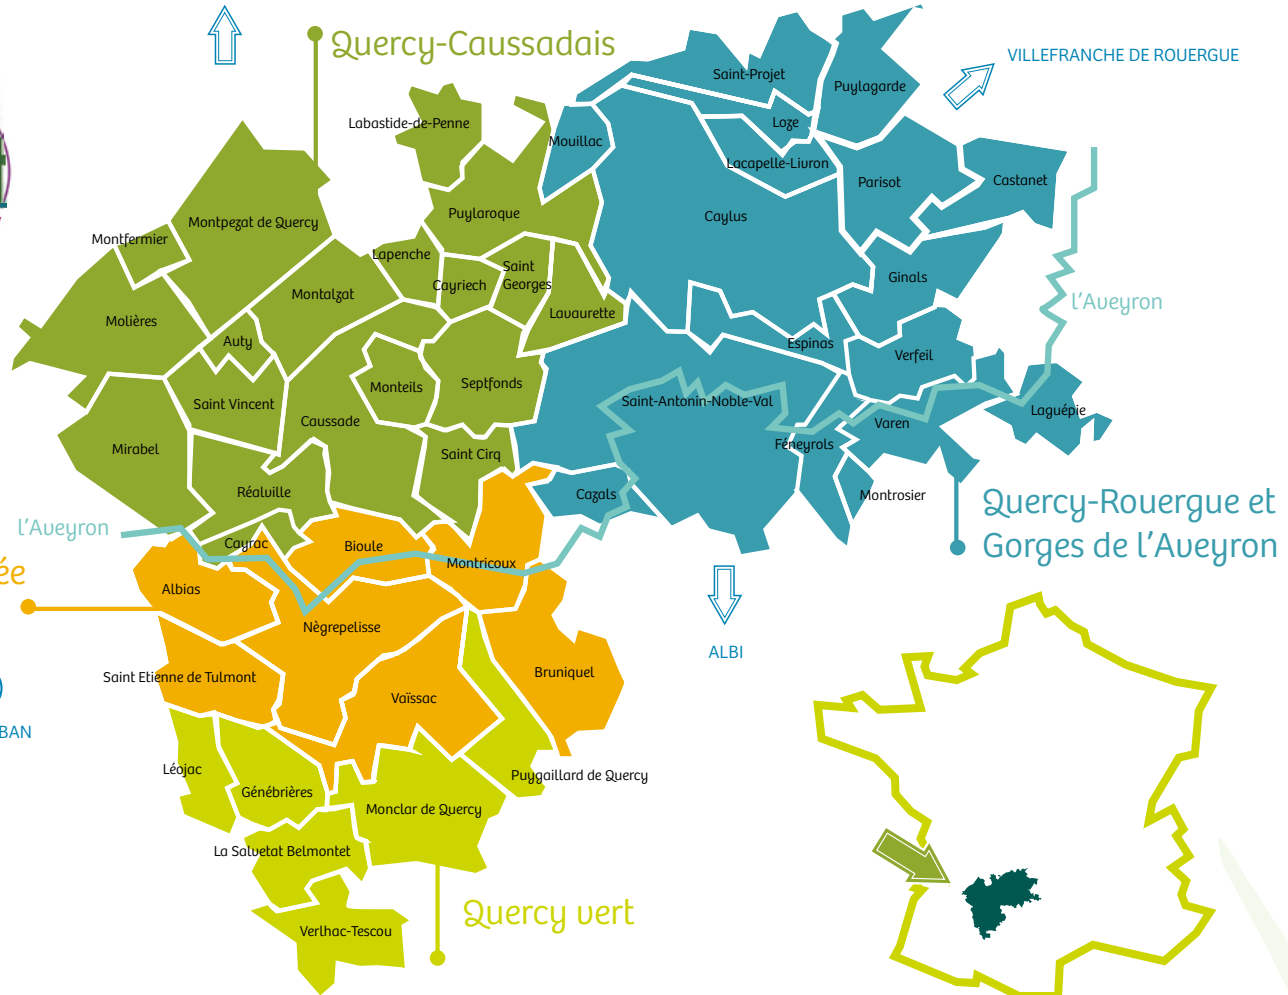 Quercy-Caussadais
VILLEFRANCHE DE ROUERGUE
Saint-Projet
Puylagarde
Labastide-de-Penne
Loze
Mouillac
Lacapelle-Livron
Parisot
Castanet
Puylaroque
Caylus
Montpezat de Quercy
Montfermier
Lapenche
Saint
Georges
Cayriech
Ginals
Montalzat
l'Aveyron
Lavaurette
Molières
Auty
Espinas
Verfeil
Monteils
Septfonds
Saint Vincent
Saint-Antonin-Noble-Val
Laguépie
Caussade
Varen
Mirabel
Saint Cirq
Féneyrols
Réalville
Cazals
Montrosier
Quercy-Rouergue et
Gorges de l'Aveyron
l'Aveyron
Cayrac
Bioule
Montricoux
ée
Albias
Nègrepelisse
ALBI
Saint Etienne de Tulmont
Bruniquel
Vaïssac
BAN
Léojac
Puygaillard de Quercy
Génébrières
Monclar de Quercy
La Salvetat Belmontet
Quercy vert
Verlhac-Tescou